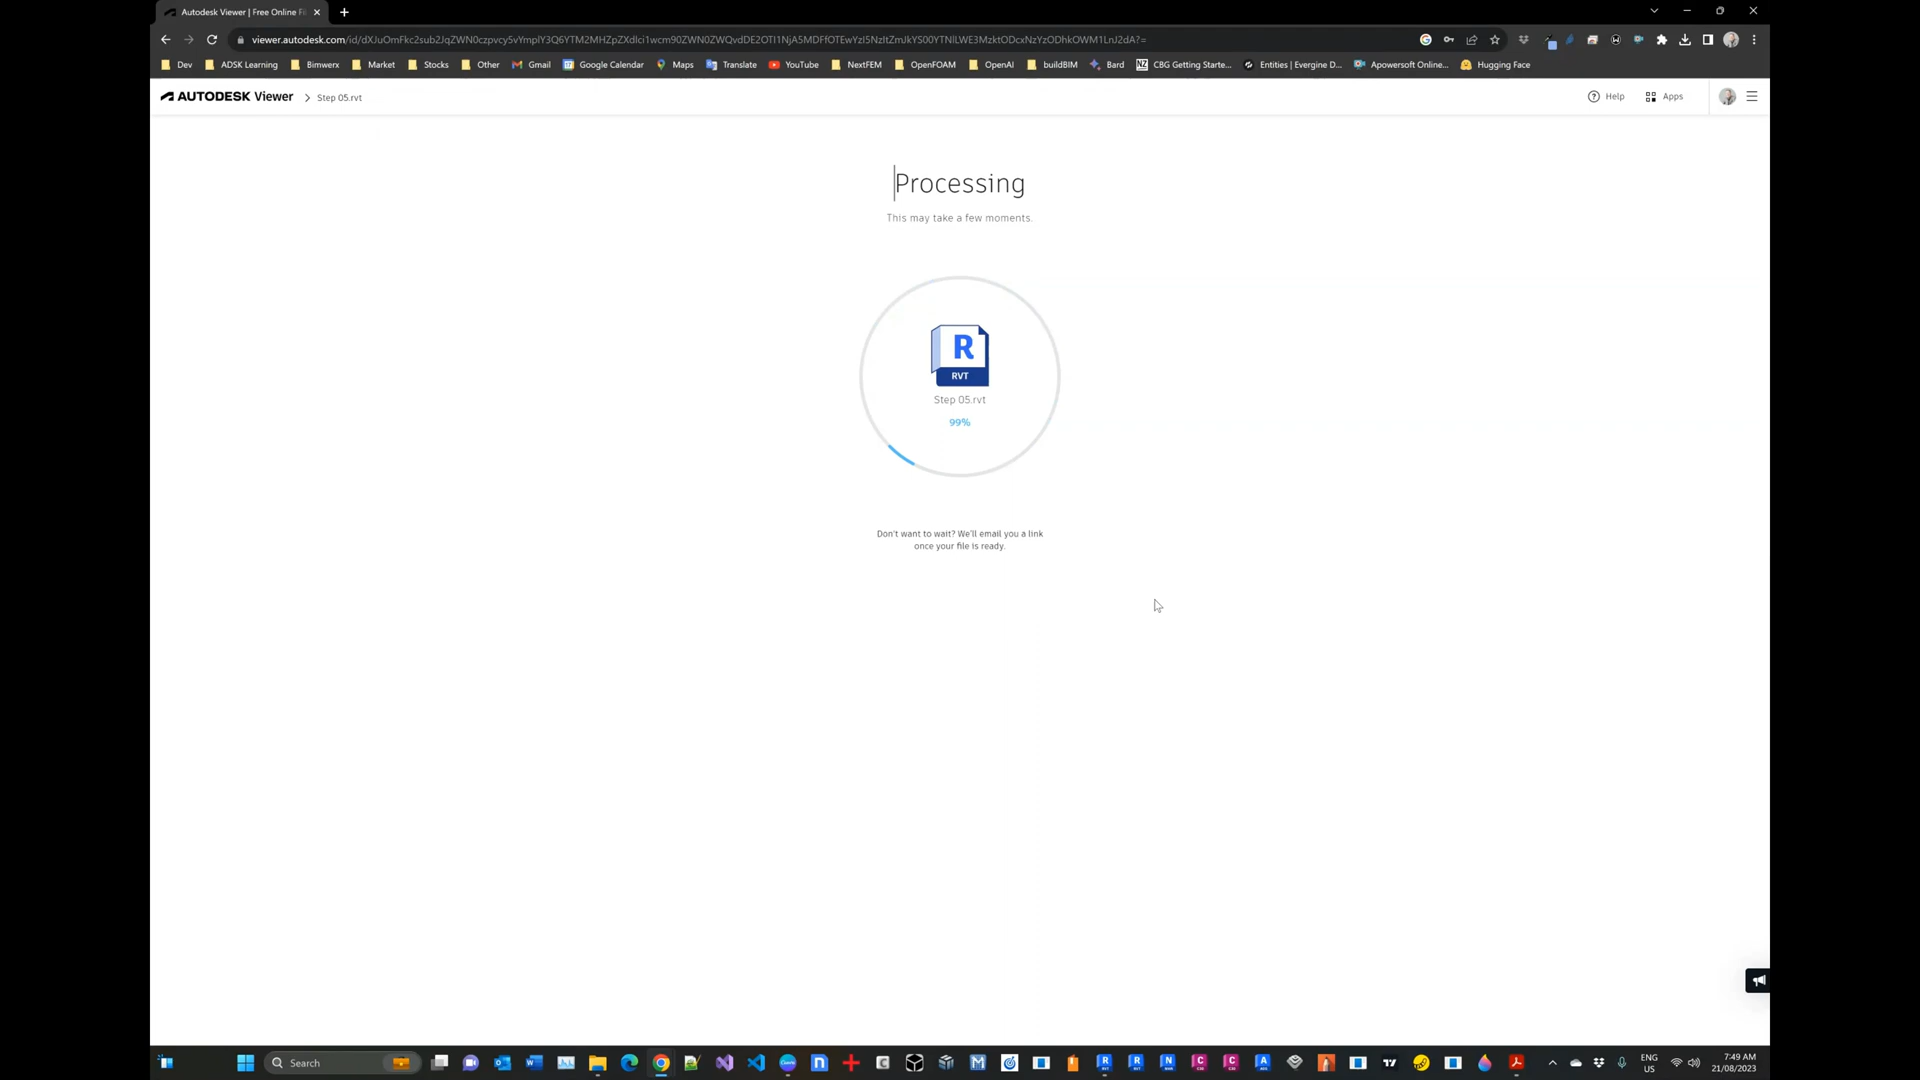 Autodesk Viewer | Free Online Fi
viewer.autodesk.com
Dev ADSK Learning Bimwerx Market Stocks Other Gmail Google Calendar Maps Translate YouTube NextFEM OpenFOAM OpenAI buildBIM Bard CBG Getting Starte... Entities | Evergine D... Apowersoft Online... Hugging Face
AUTODESK Viewer Step 05.rvt Help Apps
Processing
This may take a few moments.
R
RVT
Step 05.rvt
99%
Don't want to wait? We'll email you a link
once your file is ready.
Search
ENG
US
7:49 AM
21/08/2023